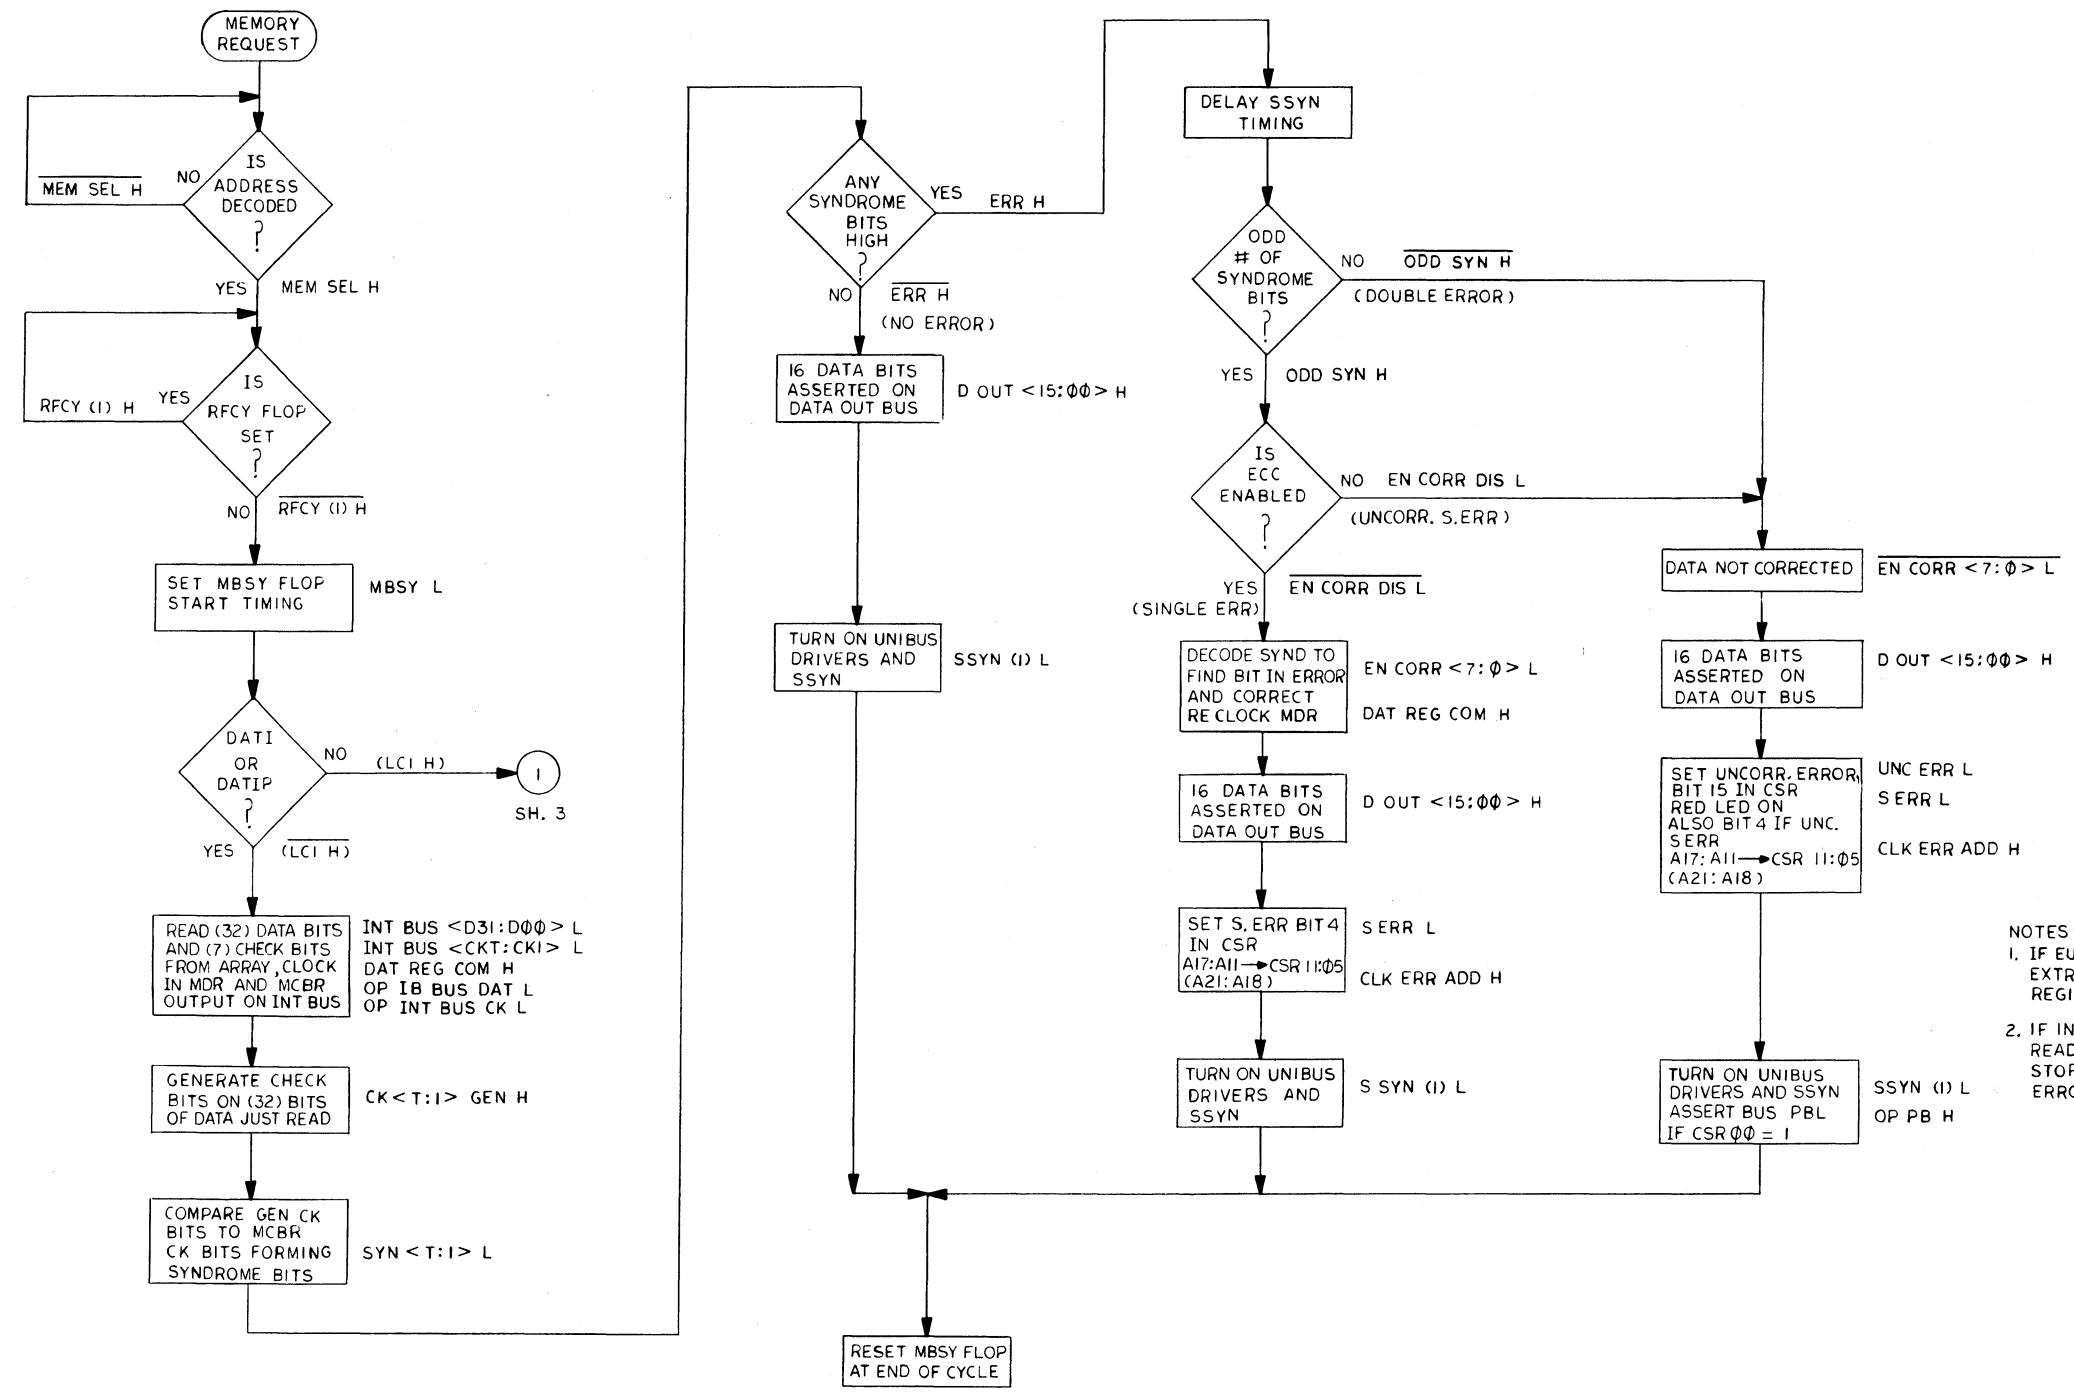 MEMORY
REQUEST
IS
ADDRESS
DECODED
?
NO
MEM SEL H
YES
MEM SEL H
IS
RFCY FLOP
SET
?
YES
RFCY (1) H
NO
RFCY (1) H
SET MBSY FLOP
START TIMING
MBSY L
DATI
OR
DATIP
?
NO
(LCI H)
1
SH. 3
YES
(LCI H)
READ (32) DATA BITS
AND (7) CHECK BITS
FROM ARRAY, CLOCK
IN MDR AND MCBR
OUTPUT ON INT BUS
INT BUS <D31:DØØ> L
INT BUS <CKT:CK1> L
DAT REG COM H
OP IB BUS DAT L
OP INT BUS CK L
GENERATE CHECK
BITS ON (32) BITS
OF DATA JUST READ
CK<T:1> GEN H
COMPARE GEN CK
BITS TO MCBR
CK BITS FORMING
SYNDROME BITS
SYN <T:1> L
ANY
SYNDROME
BITS
HIGH
?
YES
ERR H
NO
ERR H
(NO ERROR)
16 DATA BITS
ASSERTED ON
DATA OUT BUS
D OUT <15:ØØ> H
TURN ON UNIBUS
DRIVERS AND
SSYN
SSYN (1) L
RESET MBSY FLOP
AT END OF CYCLE
DELAY SSYN
TIMING
ODD
# OF
SYNDROME
BITS
?
NO
ODD SYN H
(DOUBLE ERROR)
YES
ODD SYN H
IS
ECC
ENABLED
?
NO
EN CORR DIS L
(UNCORR. S.ERR)
YES
EN CORR DIS L
(SINGLE ERR)
DECODE SYND TO
FIND BIT IN ERROR
AND CORRECT
RE CLOCK MDR
EN CORR <7:Ø> L
DAT REG COM H
16 DATA BITS
ASSERTED ON
DATA OUT BUS
D OUT <15:ØØ> H
SET S. ERR BIT 4
IN CSR
A17:A11→CSR 11:Ø5
(A21:A18)
S ERR L
CLK ERR ADD H
TURN ON UNIBUS
DRIVERS AND
SSYN
S SYN (1) L
DATA NOT CORRECTED
EN CORR <7:Ø> L
16 DATA BITS
ASSERTED ON
DATA OUT BUS
D OUT <15:ØØ> H
SET UNCORR. ERROR,
BIT 15 IN CSR
RED LED ON
ALSO BIT 4 IF UNC.
SERR
A17:A11→CSR 11:Ø5
(A21:A18)
UNC ERR L
S ERR L
CLK ERR ADD H
TURN ON UNIBUS
DRIVERS AND SSYN
ASSERT BUS PBL
IF CSR ØØ = 1
SSYN (1) L
OP PB H
NOTES
1. IF
2. IF